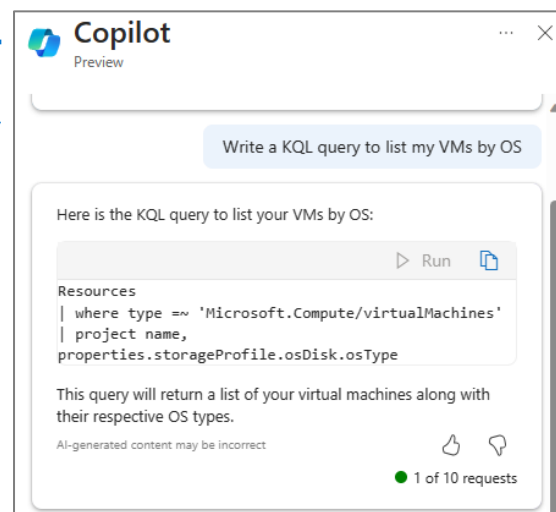 Copilot
Preview
Write a KQL query to list my VMs by OS
Here is the KQL query to list your VMs by OS:
Run
Resources
| where type =~ 'Microsoft.Compute/virtualMachines'
| project name,
properties.storageProfile.osDisk.osType
This query will return a list of your virtual machines along with
their respective OS types.
AI-generated content may be incorrect
1 of 10 requests